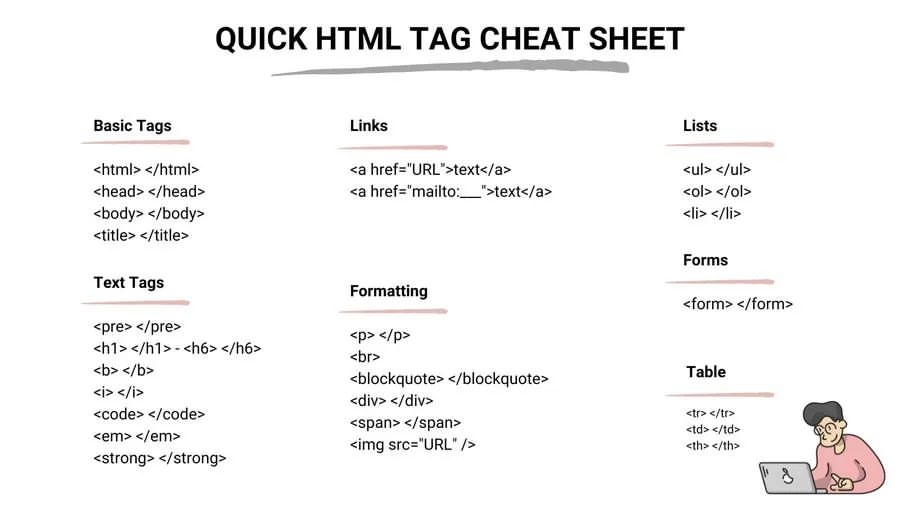 QUICK HTML TAG CHEAT SHEET
Basic Tags
<html> </html>
<head> </head>
<body> </body>
<title> </title>
Text Tags
<pre> </pre>
<h1> </h1> - <h6> </h6>
<b> </b>
<i> </i>
<code> </code>
<em> </em>
<strong> </strong>
Links
<a href="URL">text</a>
<a href="mailto:___">text</a>
Formatting
<p> </p>
<br>
<blockquote> </blockquote>
<div> </div>
<span> </span>
<img src="URL" />
Lists
<ul> </ul>
<ol> </ol>
<li> </li>
Forms
<form> </form>
Table
<tr> </tr>
<td> </td>
<th> </th>